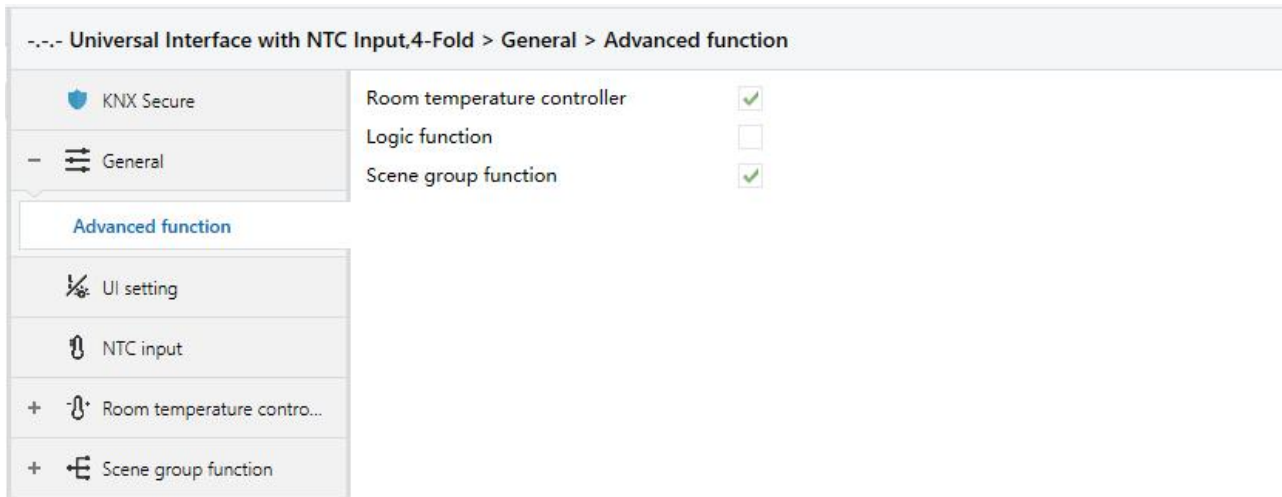 -.-.- Universal Interface with NTC Input,4-Fold > General > Advanced function
KNX Secure
Room temperature controller
Logic function
General
Scene group function
Advanced function
UI setting
NTC input
Room temperature contro...
Scene group function